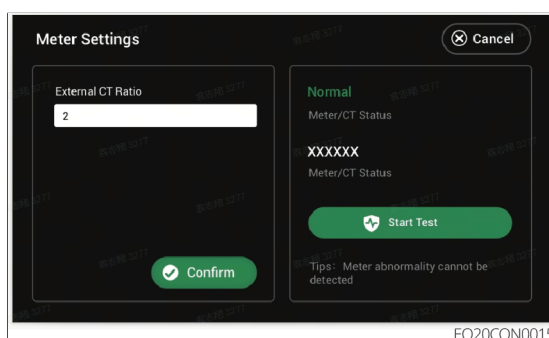 Meter Settings
Cancel
External CT Ratio
2
Confirm
Normal
Meter/CT Status
XXXXXX
Meter/CT Status
Start Test
Tips: Meter abnormality cannot be
detected
FO20CON0015